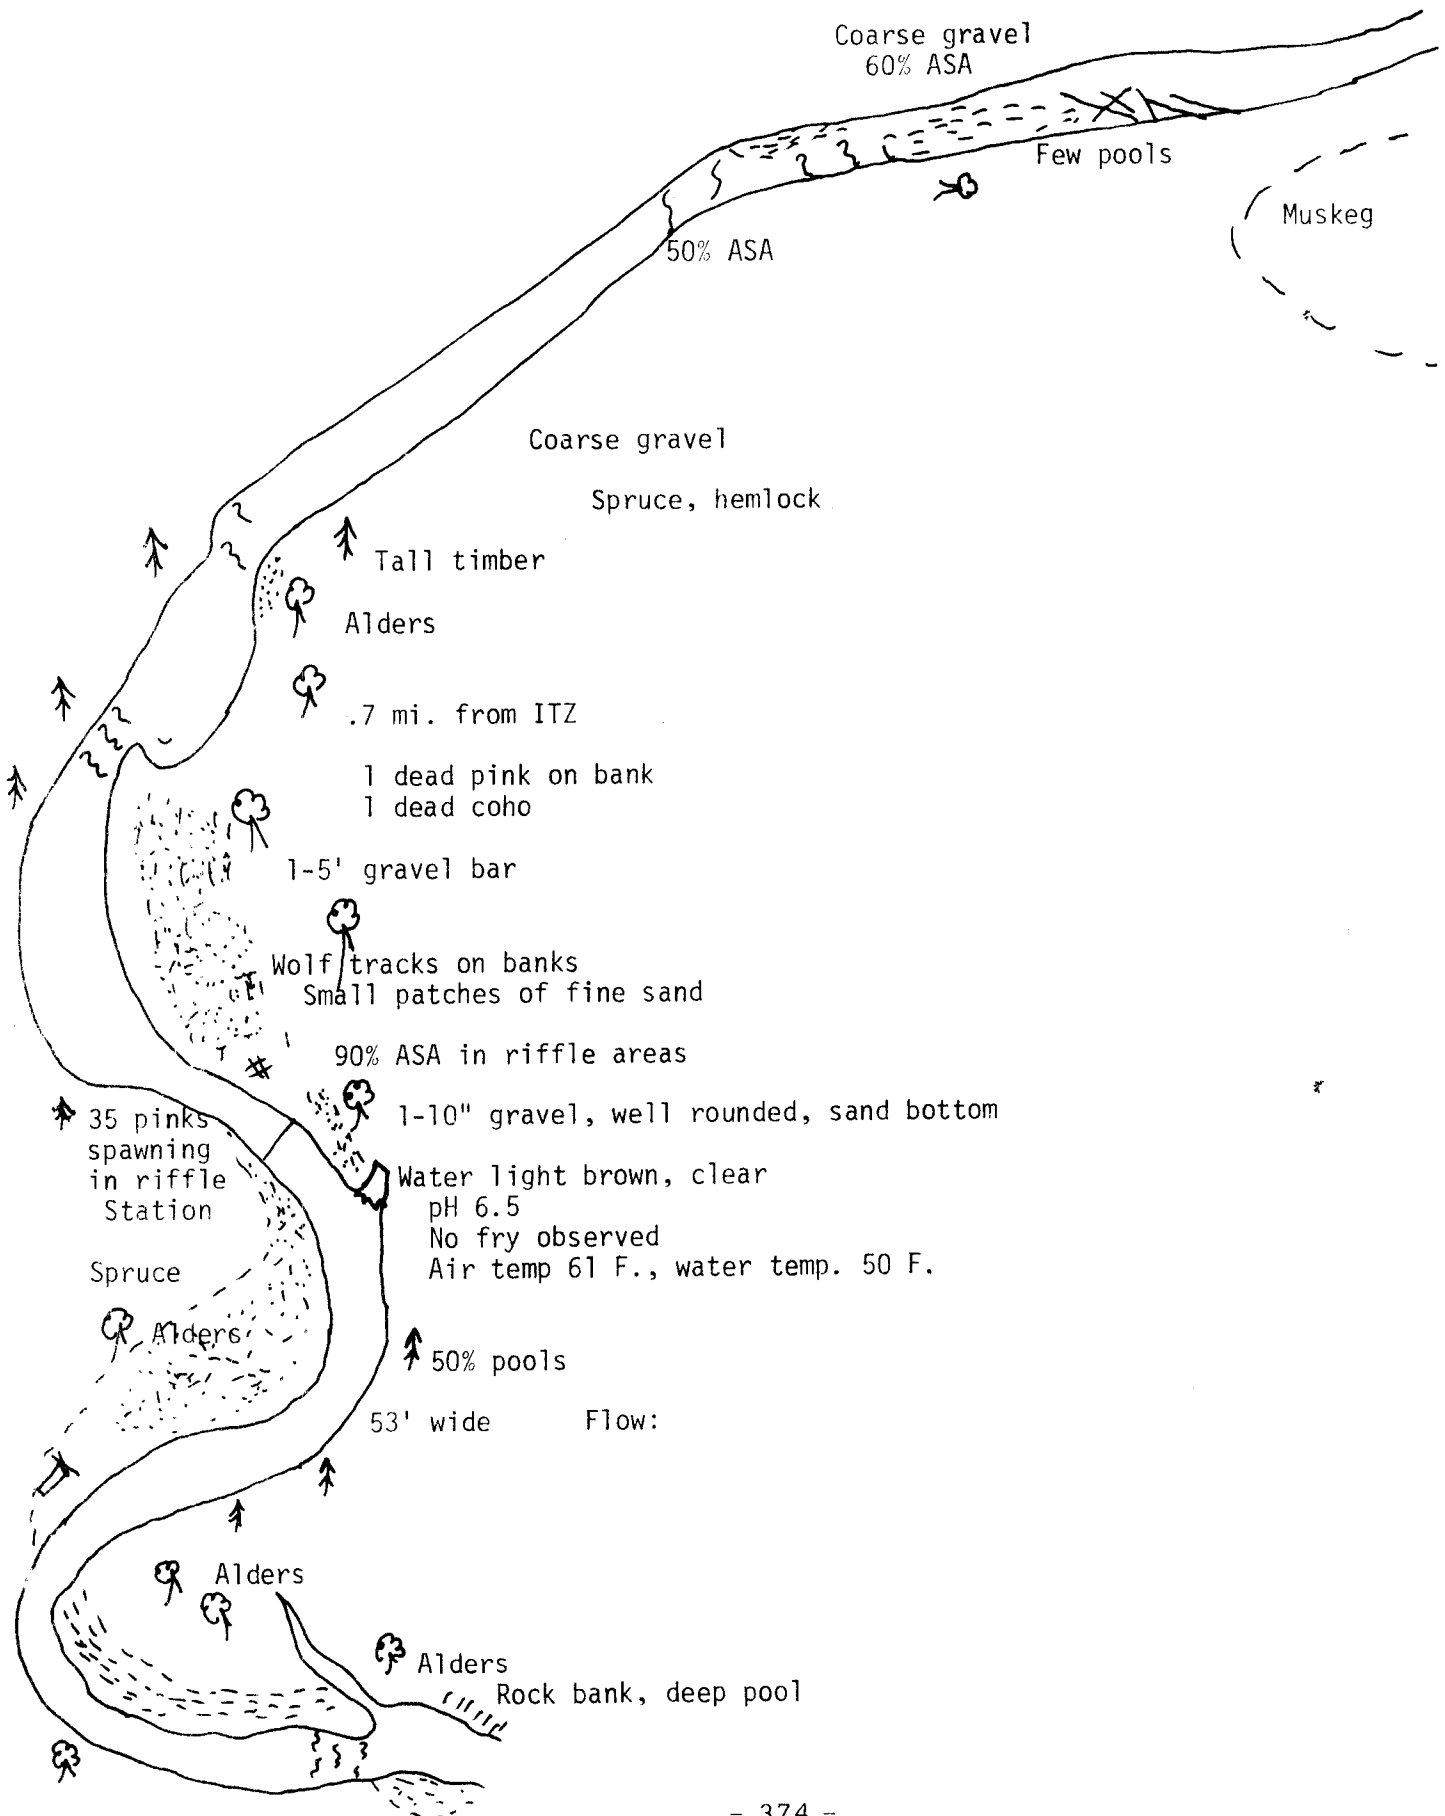 Coarse gravel
60% ASA
Few pools
Muskeg
50% ASA
Coarse gravel
Spruce, hemlock
Tall timber
Alders
.7 mi. from ITZ
1 dead pink on bank
1 dead coho
1-5' gravel bar
Wolf tracks on banks
Small patches of fine sand
90% ASA in riffle areas
35 pinks
spawning
in riffle
Station
1-10" gravel, well rounded, sand bottom
Water light brown, clear
pH 6.5
No fry observed
Air temp 61 F., water temp. 50 F.
Spruce
Alders
50% pools
53' wide Flow:
Alders
Alders
Rock bank, deep pool
- 374 -